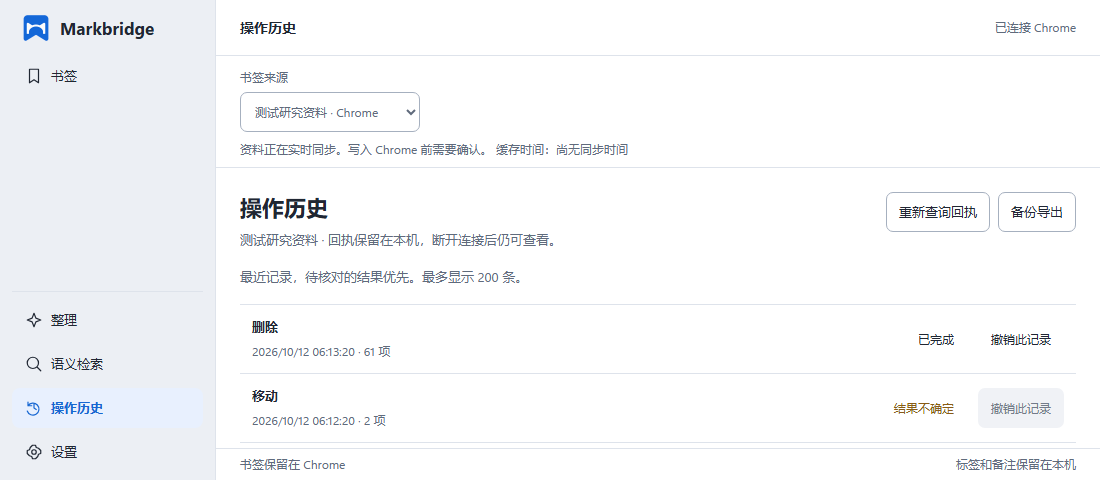 Markbridge
书签
整理
语义检索
操作历史
设置
操作历史
已连接 Chrome
书签来源
测试研究资料 · Chrome
资料正在实时同步。写入 Chrome 前需要确认。 缓存时间：尚无同步时间
操作历史
重新查询回执
备份导出
测试研究资料 · 回执保留在本机，断开连接后仍可查看。
最近记录，待核对的结果优先。最多显示 200 条。
删除
2026/10/12 06:13:20 · 61 项
已完成
撤销此记录
移动
2026/10/12 06:12:20 · 2 项
结果不确定
撤销此记录
书签保留在 Chrome
标签和备注保留在本机